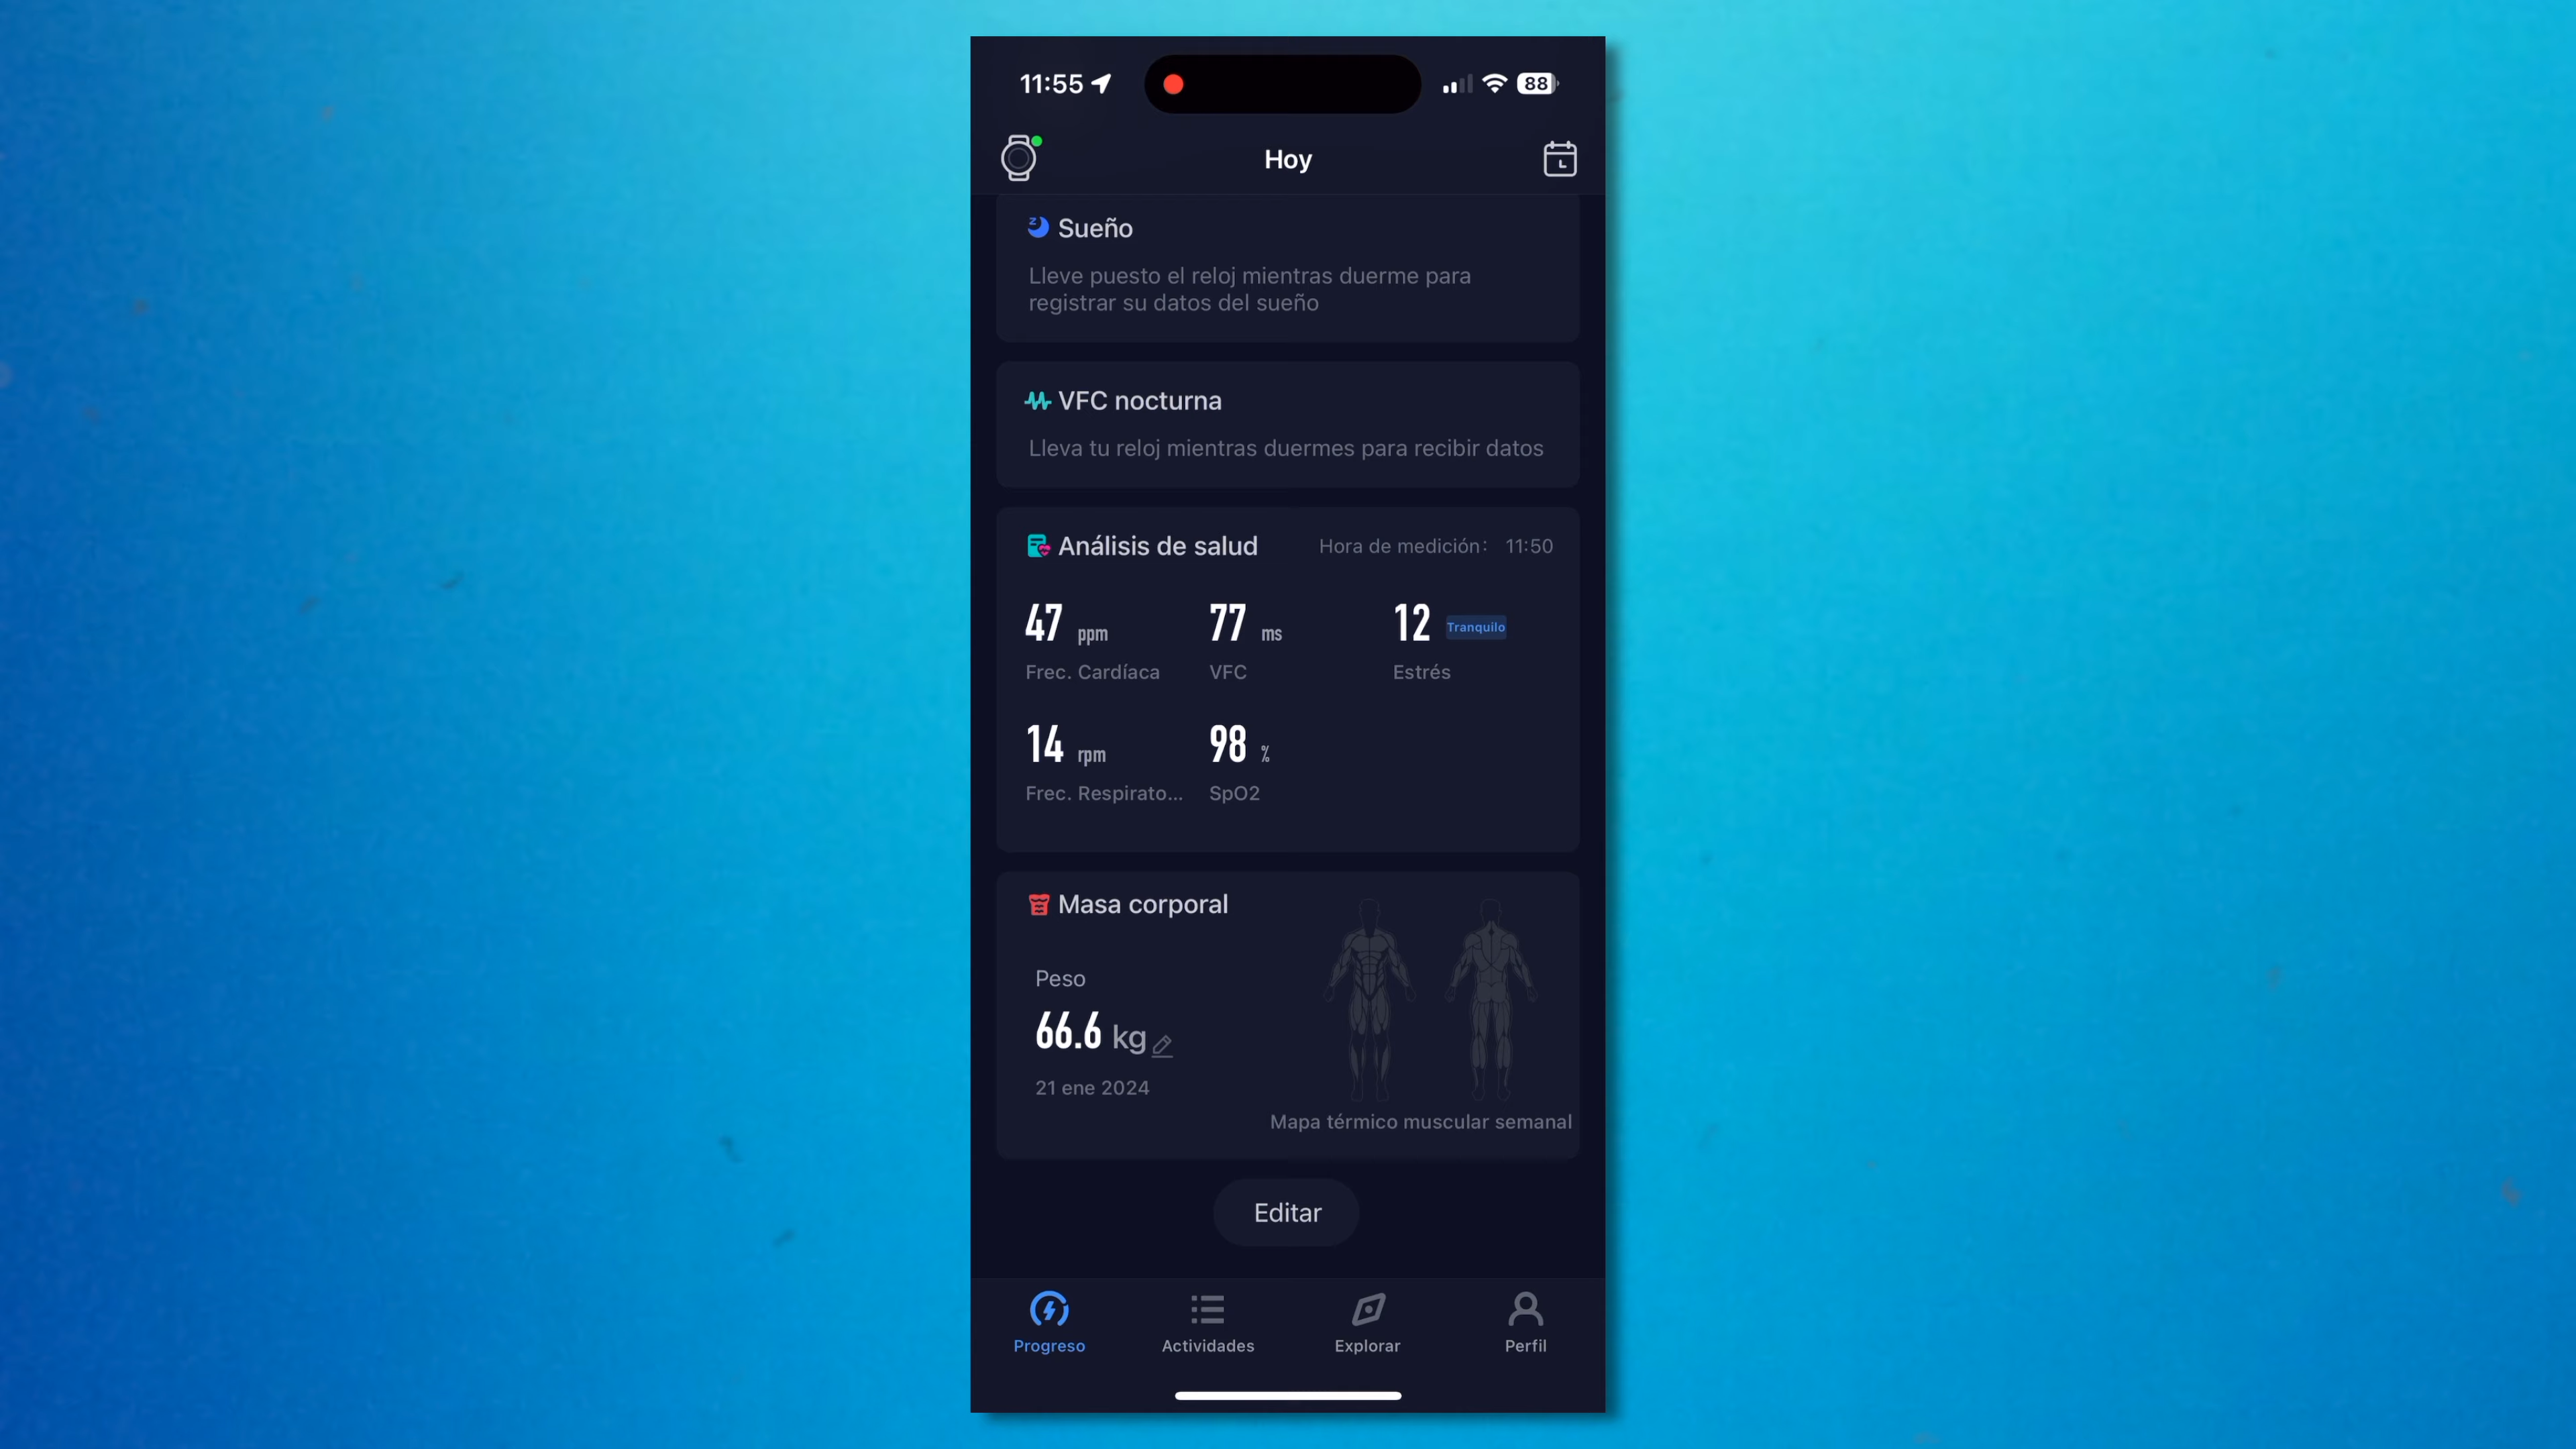 11:55
88
Hoy
Sueño
Lleve puesto el reloj mientras duerme para
registrar su datos del sueño
VFC nocturna
Lleva tu reloj mientras duermes para recibir datos
Análisis de salud
Hora de medición: 11:50
47 ppm
77 ms
12 Tranquilo
Frec. Cardíaca
VFC
Estrés
14 rpm
98 %
Frec. Respirato...
SpO2
Masa corporal
Peso
66.6 kg
21 ene 2024
Mapa térmico muscular semanal
Editar
Progreso
Actividades
Explorar
Perfil